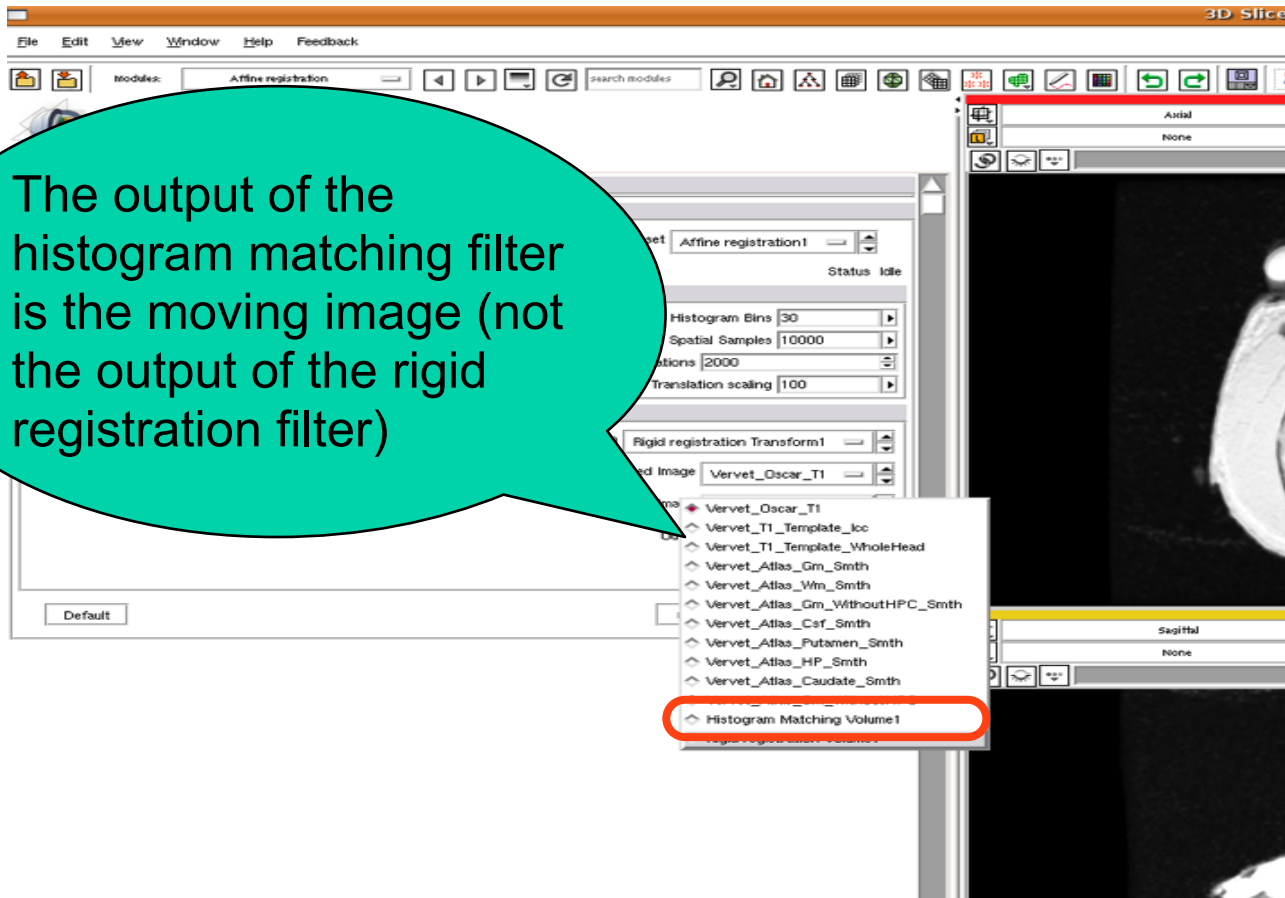 3D Slice
File Edit View Window Help Feedback
Modules: Affine registration search modules
Axial
None
The output of the
histogram matching filter
is the moving image (not
the output of the rigid
registration filter)
set Affine registration1
Status Idle
Histogram Bins 30
Spatial Samples 10000
ations 2000
Translation scaling 100
Rigid registration Transform1
ed Image Vervet_Oscar_T1
Vervet_Oscar_T1
Vervet_T1_Template_Icc
Vervet_T1_Template_WholeHead
Vervet_Atlas_Gm_Smth
Vervet_Atlas_Wm_Smth
Vervet_Atlas_Gm_WithoutHPC_Smth
Vervet_Atlas_Csf_Smth
Vervet_Atlas_Putamen_Smth
Vervet_Atlas_HP_Smth
Vervet_Atlas_Caudate_Smth
Histogram Matching Volume1
Default
Sagittal
None